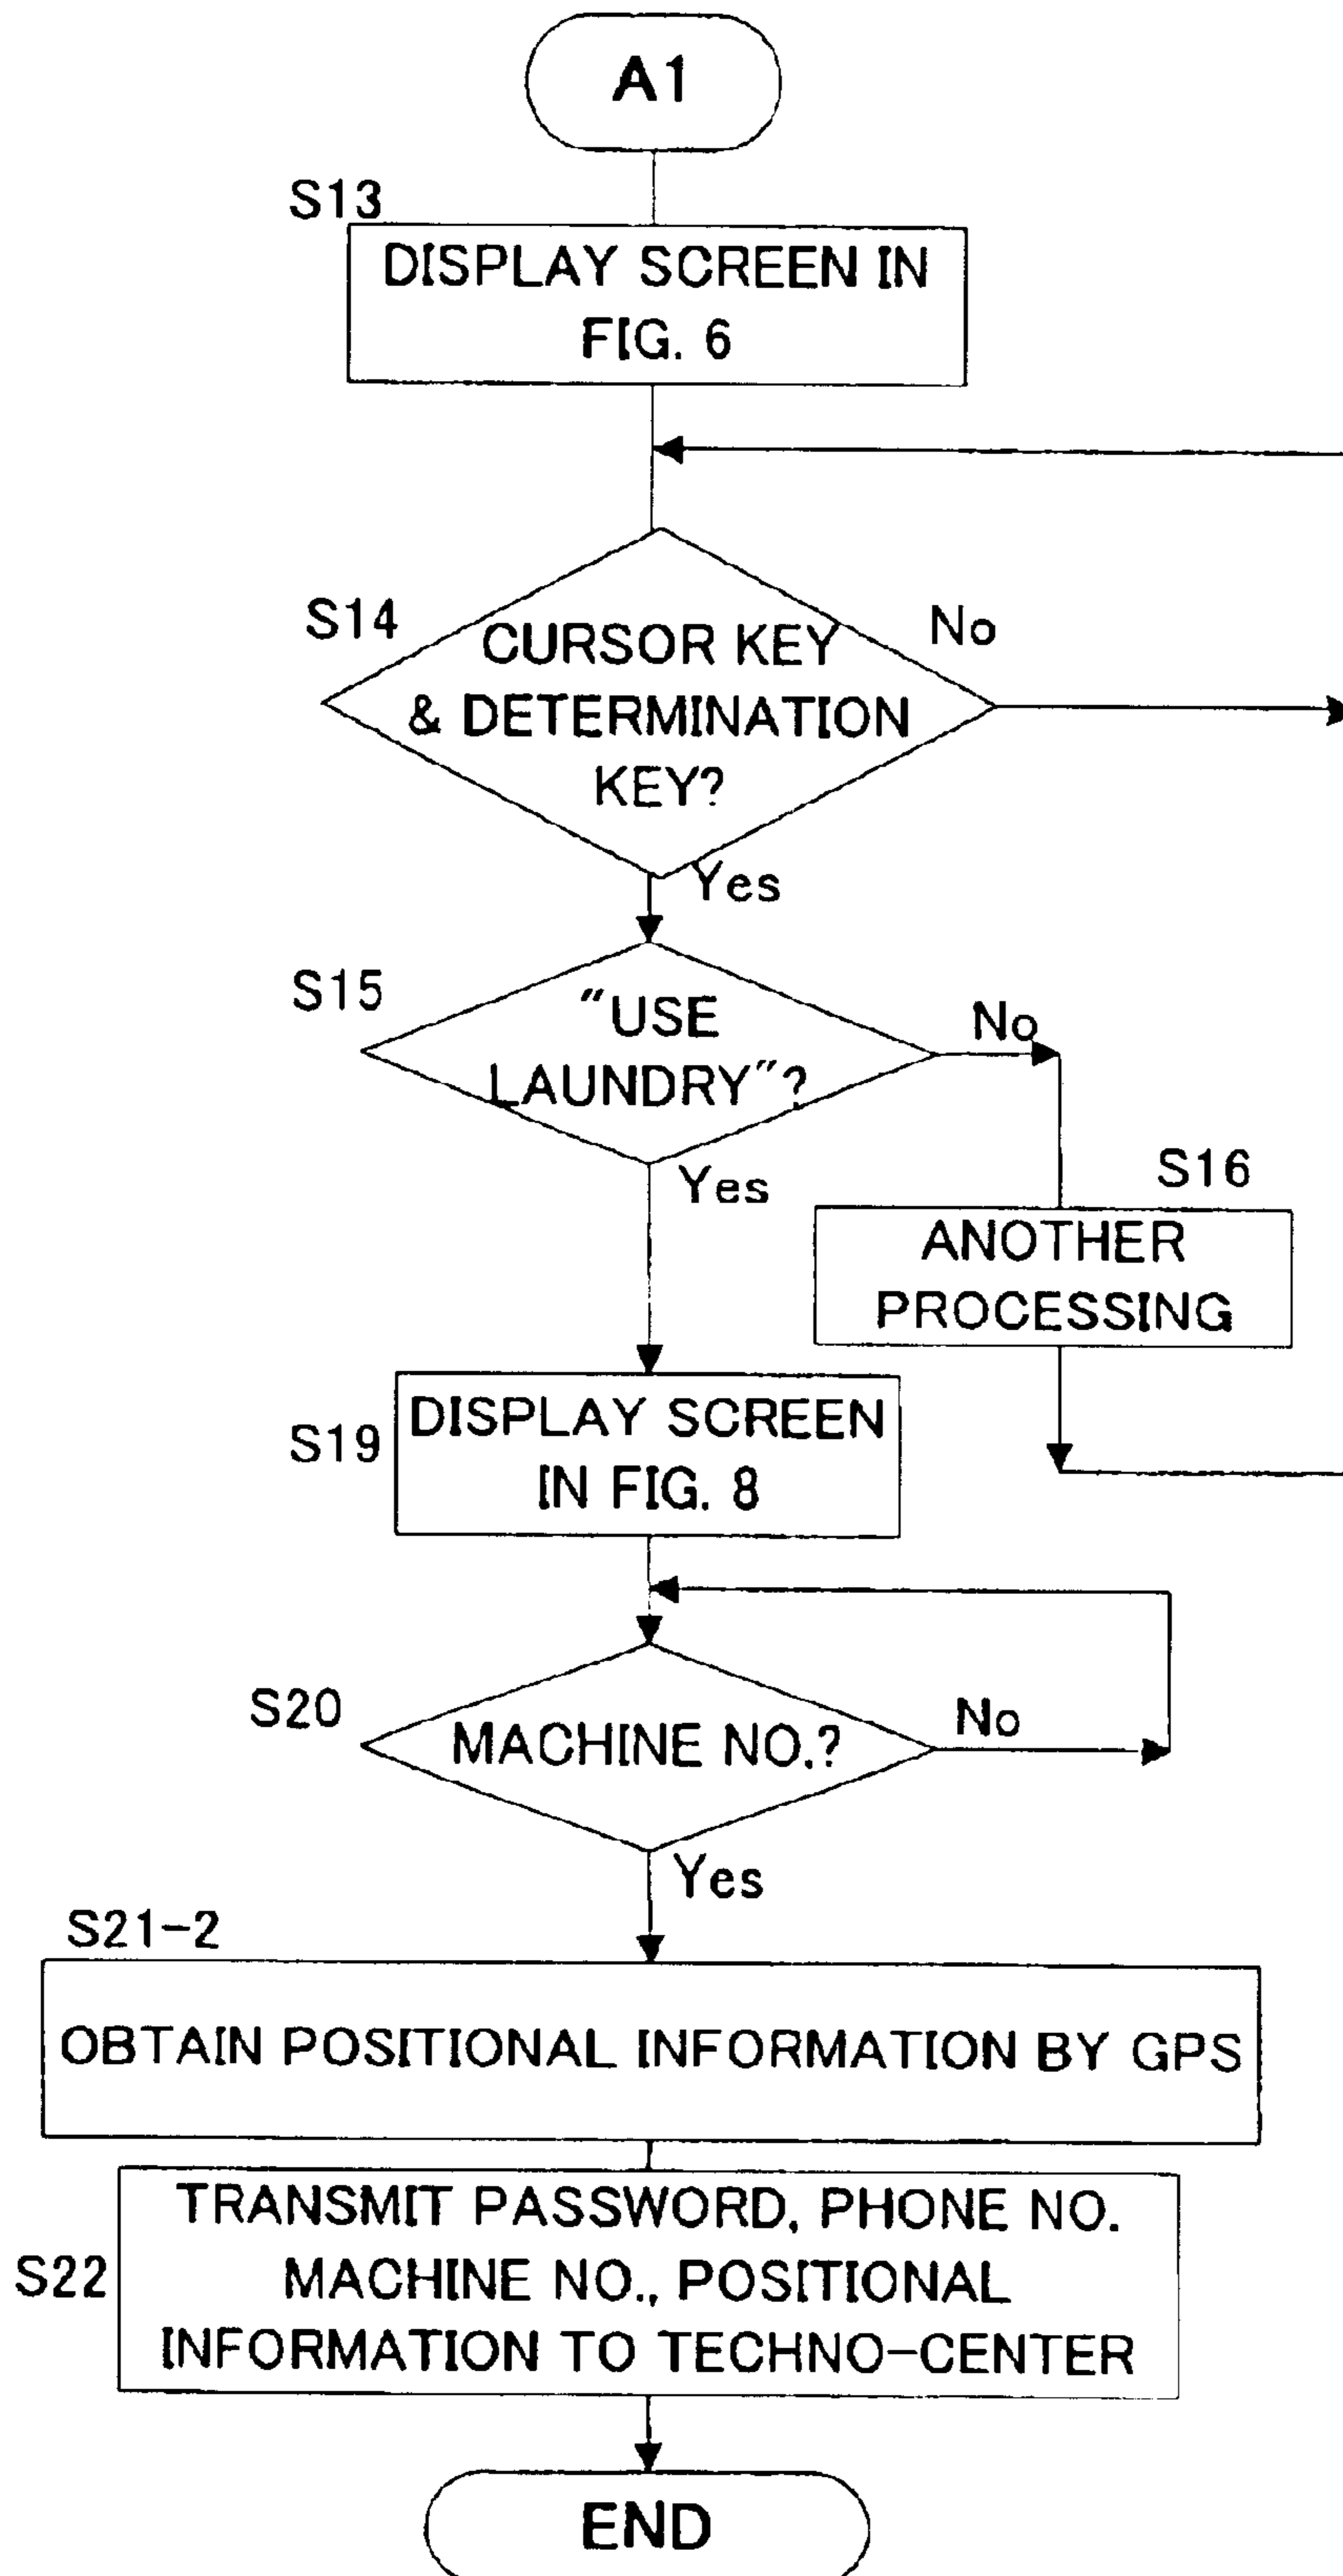 A1
S13
DISPLAY SCREEN IN
FIG. 6
S14
CURSOR KEY
& DETERMINATION
KEY?
No
Yes
S15
"USE
LAUNDRY"?
No
Yes
S16
ANOTHER
PROCESSING
S19
DISPLAY SCREEN
IN FIG. 8
S20
MACHINE NO.?
No
Yes
S21-2
OBTAIN POSITIONAL INFORMATION BY GPS
S22
TRANSMIT PASSWORD, PHONE NO.
MACHINE NO., POSITIONAL
INFORMATION TO TECHNO-CENTER
END